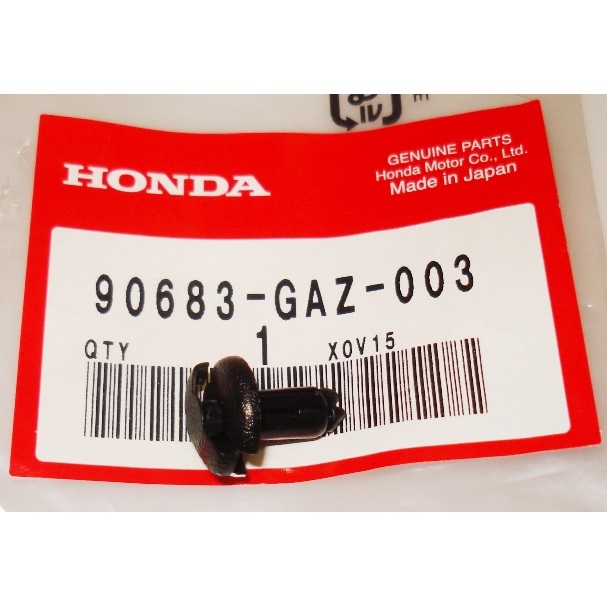 HONDA
GENUINE PARTS
Honda Motor Co., Ltd.
Made in Japan
90683-GAZ-003
QTY 1 X0V15